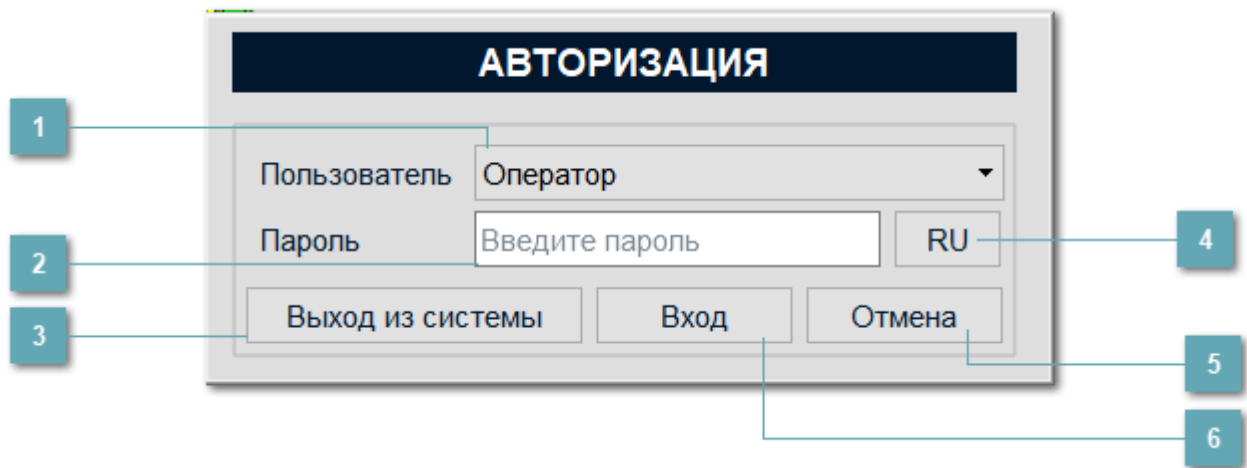 АВТОРИЗАЦИЯ
1
Пользователь Оператор
Пароль Введите пароль RU 4
2
Выход из системы Вход Отмена
3
5
6